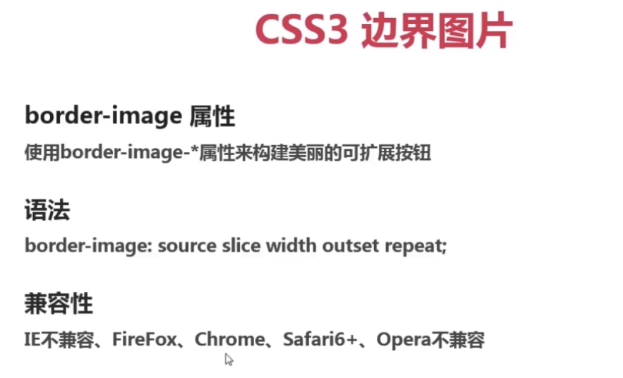 CSS3 边界图片
border-image 属性
使用border-image-*属性来构建美丽的可扩展按钮
语法
border-image: source slice width outset repeat;
兼容性
IE不兼容、FireFox、Chrome、Safari6+、Opera不兼容